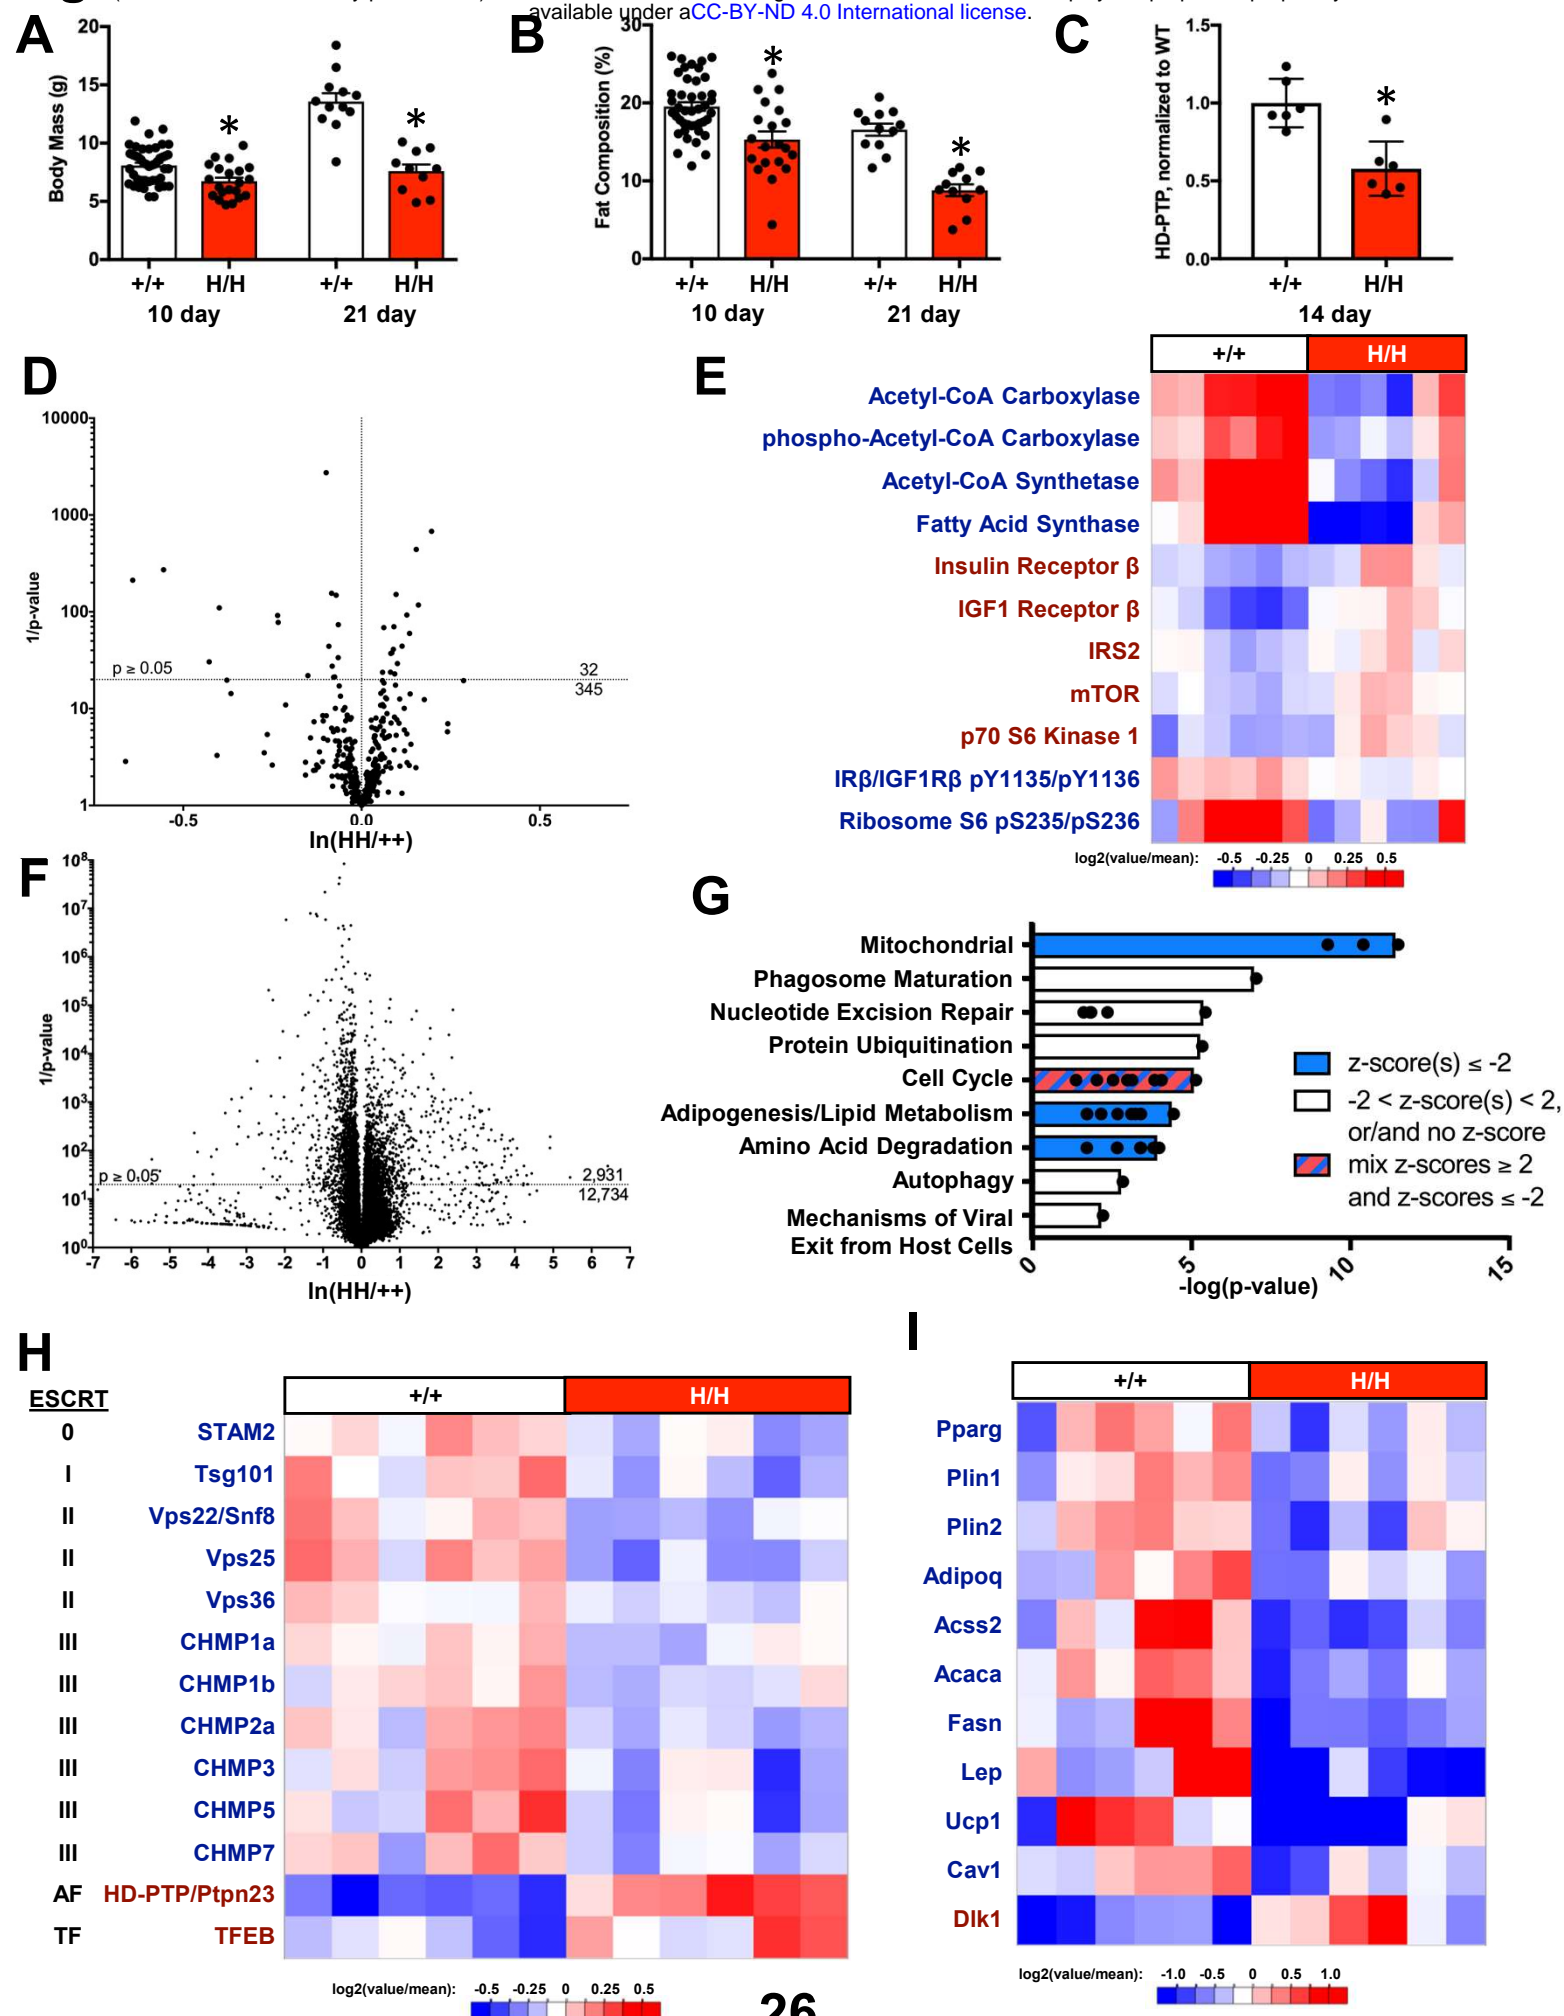 available under aCC-BY-ND 4.0 International license.
A
Body Mass (g)
20
15
10
5
0
*
*
+/+ H/H +/+ H/H
10 day 21 day
B
Fat Composition (%)
30
20
10
0
*
*
+/+ H/H +/+ H/H
10 day 21 day
C
HD-PTP, normalized to WT
1.5
1.0
0.5
0.0
*
+/+ H/H
14 day
D
1/p-value
10000
1000
100
10
1
p ≥ 0.05
32
345
-0.5 0.0 0.5
ln(HH/++)
E
+/+ H/H
Acetyl-CoA Carboxylase
phospho-Acetyl-CoA Carboxylase
Acetyl-CoA Synthetase
Fatty Acid Synthase
Insulin Receptor β
IGF1 Receptor β
IRS2
mTOR
p70 S6 Kinase 1
IRβ/IGF1Rβ pY1135/pY1136
Ribosome S6 pS235/pS236
log2(value/mean): -0.5 -0.25 0 0.25 0.5
F
1/p-value
10⁸
10⁷
10⁶
10⁵
10⁴
10³
10²
10¹
10⁰
p ≥ 0.05
2,931
12,734
-7 -6 -5 -4 -3 -2 -1 0 1 2 3 4 5 6 7
ln(HH/++)
G
Mitochondrial
Phagosome Maturation
Nucleotide Excision Repair
Protein Ubiquitination
Cell Cycle
Adipogenesis/Lipid Metabolism
Amino Acid Degradation
Autophagy
Mechanisms of Viral
Exit from Host Cells
z-score(s) ≤ -2
-2 < z-score(s) < 2,
or/and no z-score
mix z-scores ≥ 2
and z-scores ≤ -2
0 5 10 15
-log(p-value)
H
ESCRT
+/+ H/H
0 STAM2
I Tsg101
II Vps22/Snf8
II Vps25
II Vps36
III CHMP1a
III CHMP1b
III CHMP2a
III CHMP3
III CHMP5
III CHMP7
AF HD-PTP/Ptpn23
TF TFEB
log2(value/mean): -0.5 -0.25 0 0.25 0.5
I
+/+ H/H
Pparg
Plin1
Plin2
Adipoq
Acss2
Acaca
Fasn
Lep
Ucp1
Cav1
Dlk1
log2(value/mean): -1.0 -0.5 0 0.5 1.0
26